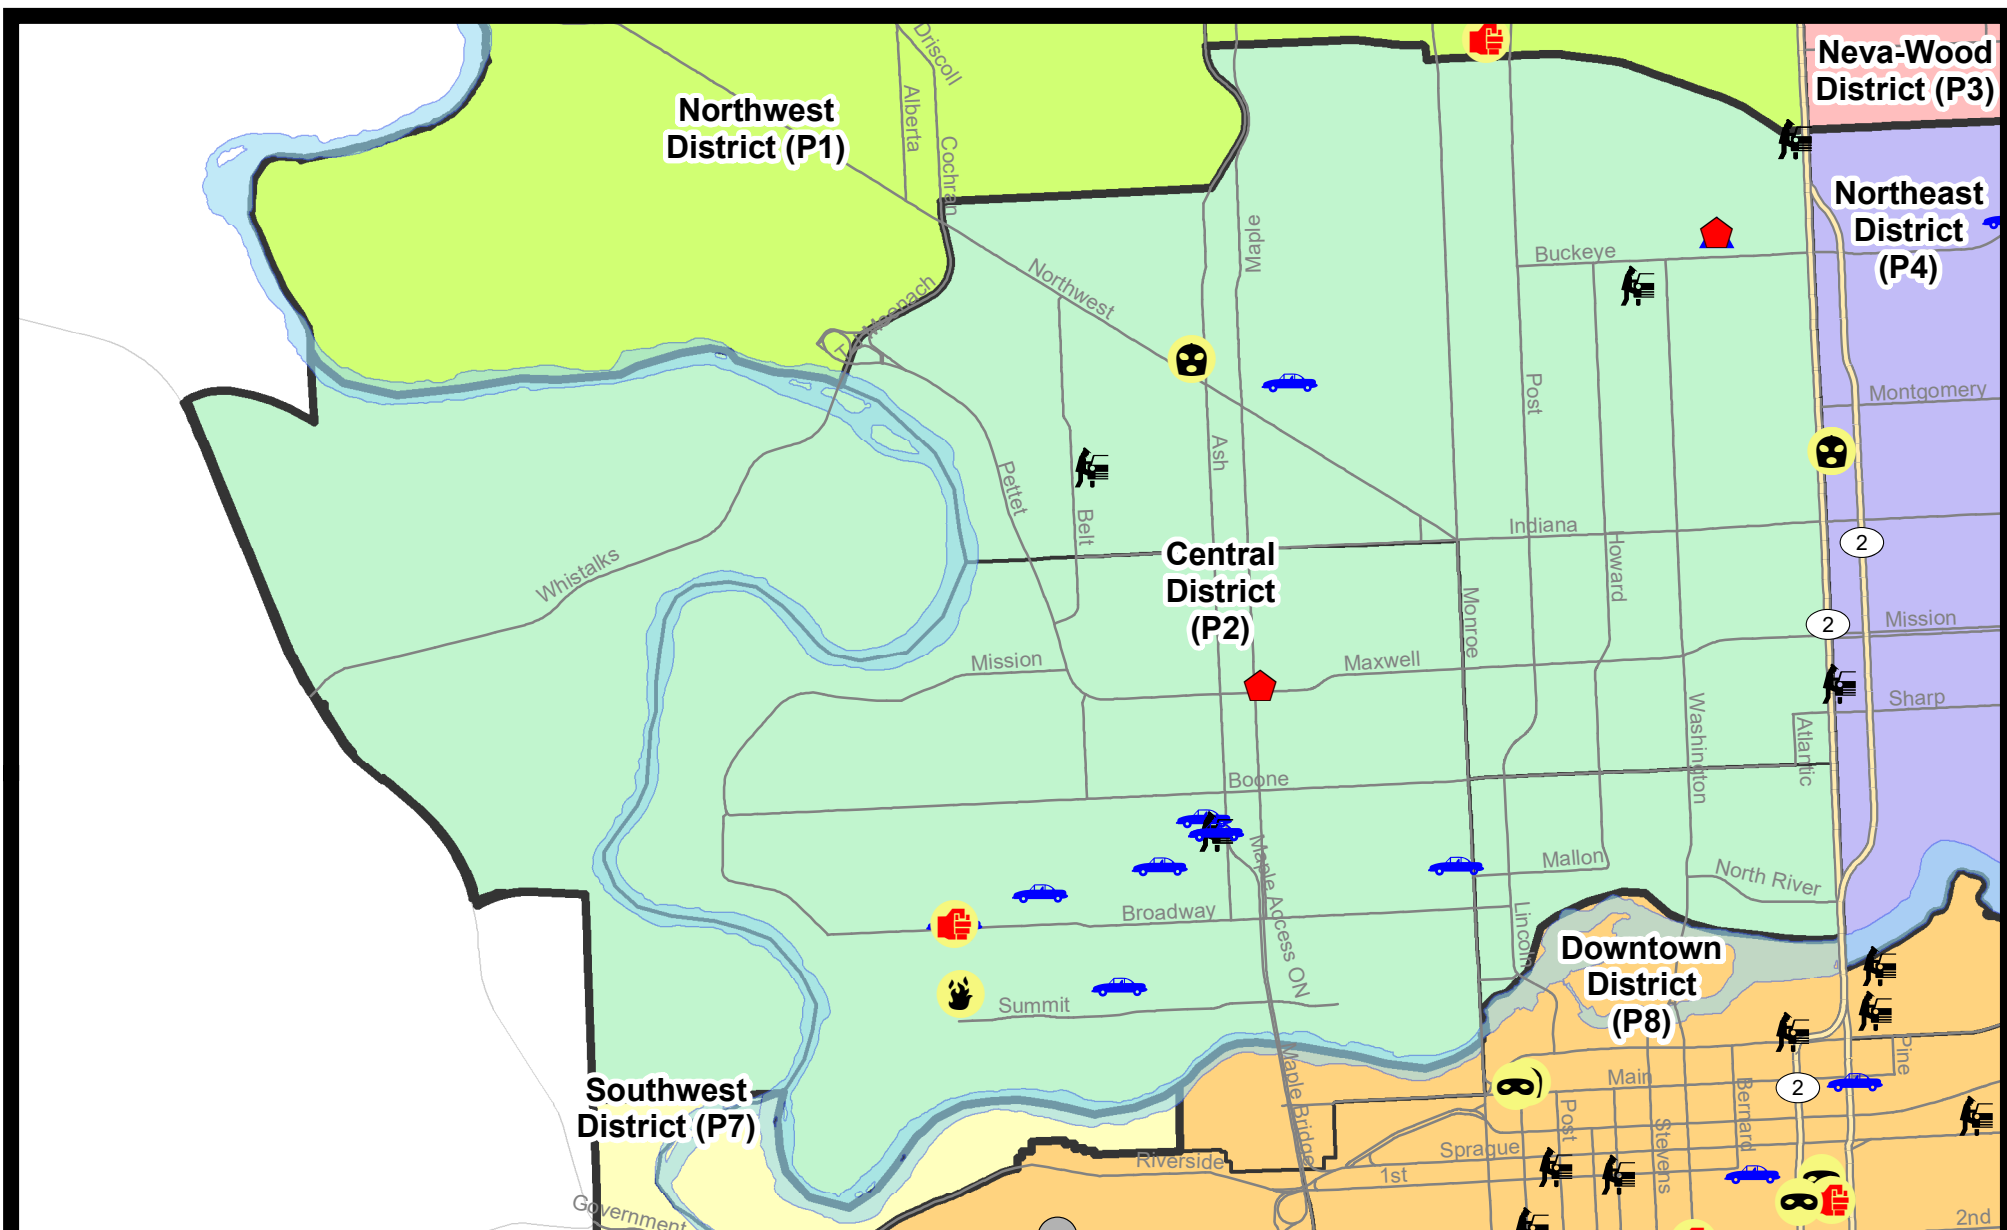 Driscoll
Neva-Wood
District (P3)
Northwest
District (P1)
Alberta
Cochran
Northeast
District
(P4)
Maple
Buckeye
Northwest
Post
Montgomery
Ash
Pettet
Belt
Indiana
2
Howard
Central
District
(P2)
Whistalks
Monroe
2
Mission
Mission
Maxwell
Sharp
Washington
Atlantic
Boone
Mallon
North River
Maple Access ON
Broadway
Lincoln
Downtown
District
(P8)
Summit
Pine
Maple Bridge
Main
Bernard
2
Southwest
District (P7)
Post
Stevens
Sprague
Riverside
1st
Government
2nd